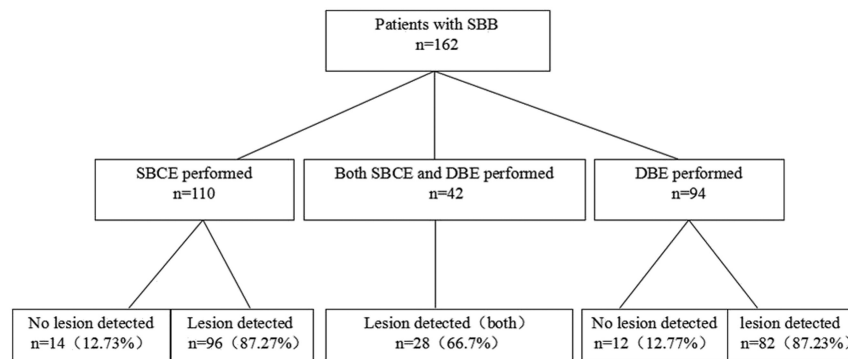 Patients with SBB
n=162
SBCE performed
n=110
Both SBCE and DBE performed
n=42
DBE performed
n=94
No lesion detected
n=14（12.73%）
Lesion detected
n=96（87.27%）
Lesion detected（both）
n=28（66.7%）
No lesion detected
n=12（12.77%）
lesion detected
n=82（87.23%）